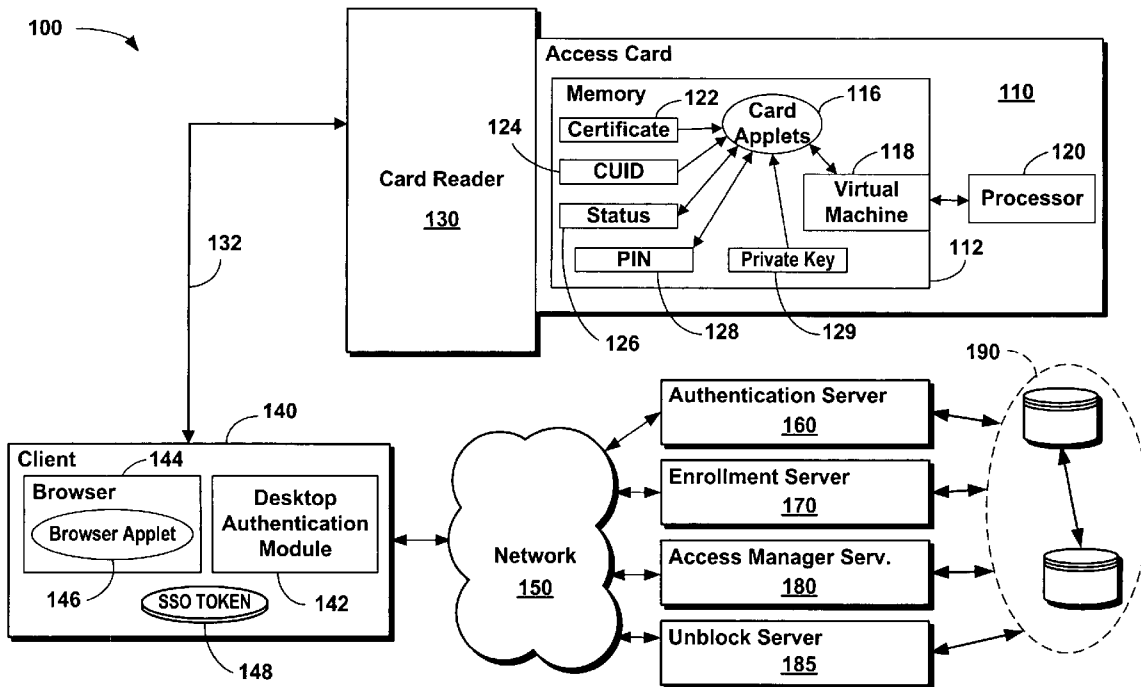 100
Access Card
Memory
122
Card
Applets
116
110
124
Certificate
CUID
118
120
Card Reader
130
Status
Virtual
Machine
Processor
132
PIN
Private Key
112
126
128
129
190
140
Authentication Server
160
Client
144
Browser
Browser Applet
Desktop
Authentication
Module
Enrollment Server
170
Network
150
Access Manager Serv.
180
146
SSO TOKEN
142
148
Unblock Server
185